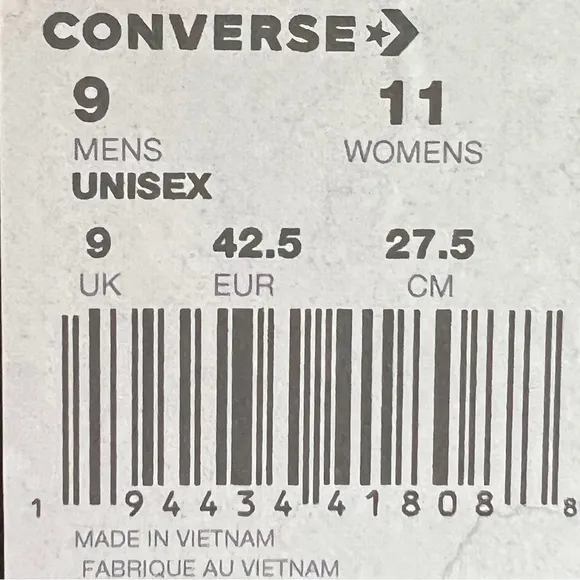 CONVERSE
9 11
MENS WOMENS
UNISEX
9 42.5 27.5
UK EUR CM
1 94434 41808 8
MADE IN VIETNAM
FABRIQUE AU VIETNAM